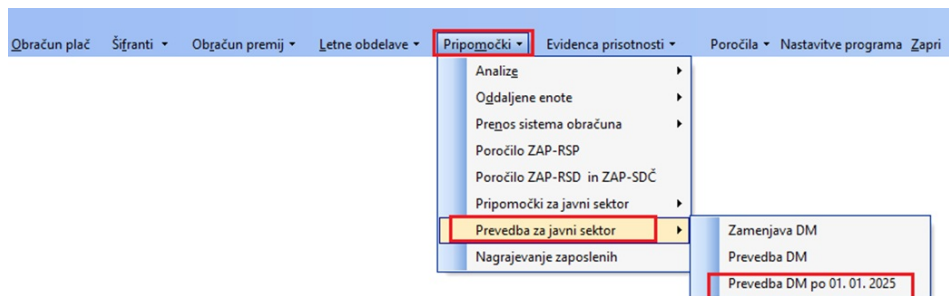 Obračun plač Šifranti Obračun premij Letne obdelave Pripomočki Evidenca prisotnosti Poročila Nastavitve programa Zapri
Analize
Oddaljene enote
Prenos sistema obračuna
Poročilo ZAP-RSP
Poročilo ZAP-RSD in ZAP-SDČ
Pripomočki za javni sektor
Prevedba za javni sektor
Nagrajevanje zaposlenih
Zamenjava DM
Prevedba DM
Prevedba DM po 01. 01. 2025